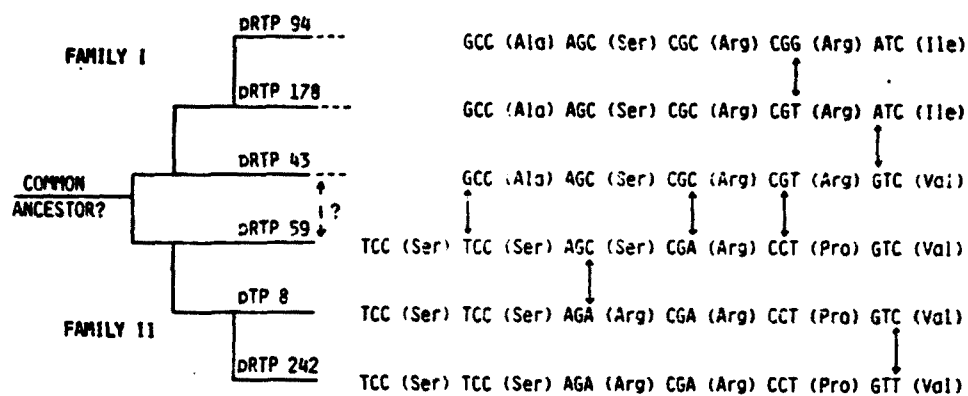 pRTP 94
GCC (Ala) AGC (Ser) CGC (Arg) CGG (Arg) ATC (Ile)
FAMILY I
pRTP 178
GCC (Ala) AGC (Ser) CGC (Arg) CGT (Arg) ATC (Ile)
pRTP 43
GCC (Ala) AGC (Ser) CGC (Arg) CGT (Arg) GTC (Val)
COMMON
ANCESTOR?
?
pRTP 59
TCC (Ser) TCC (Ser) AGC (Ser) CGA (Arg) CCT (Pro) GTC (Val)
pTP 8
TCC (Ser) TCC (Ser) AGA (Arg) CGA (Arg) CCT (Pro) GTC (Val)
FAMILY II
pRTP 242
TCC (Ser) TCC (Ser) AGA (Arg) CGA (Arg) CCT (Pro) GTT (Val)